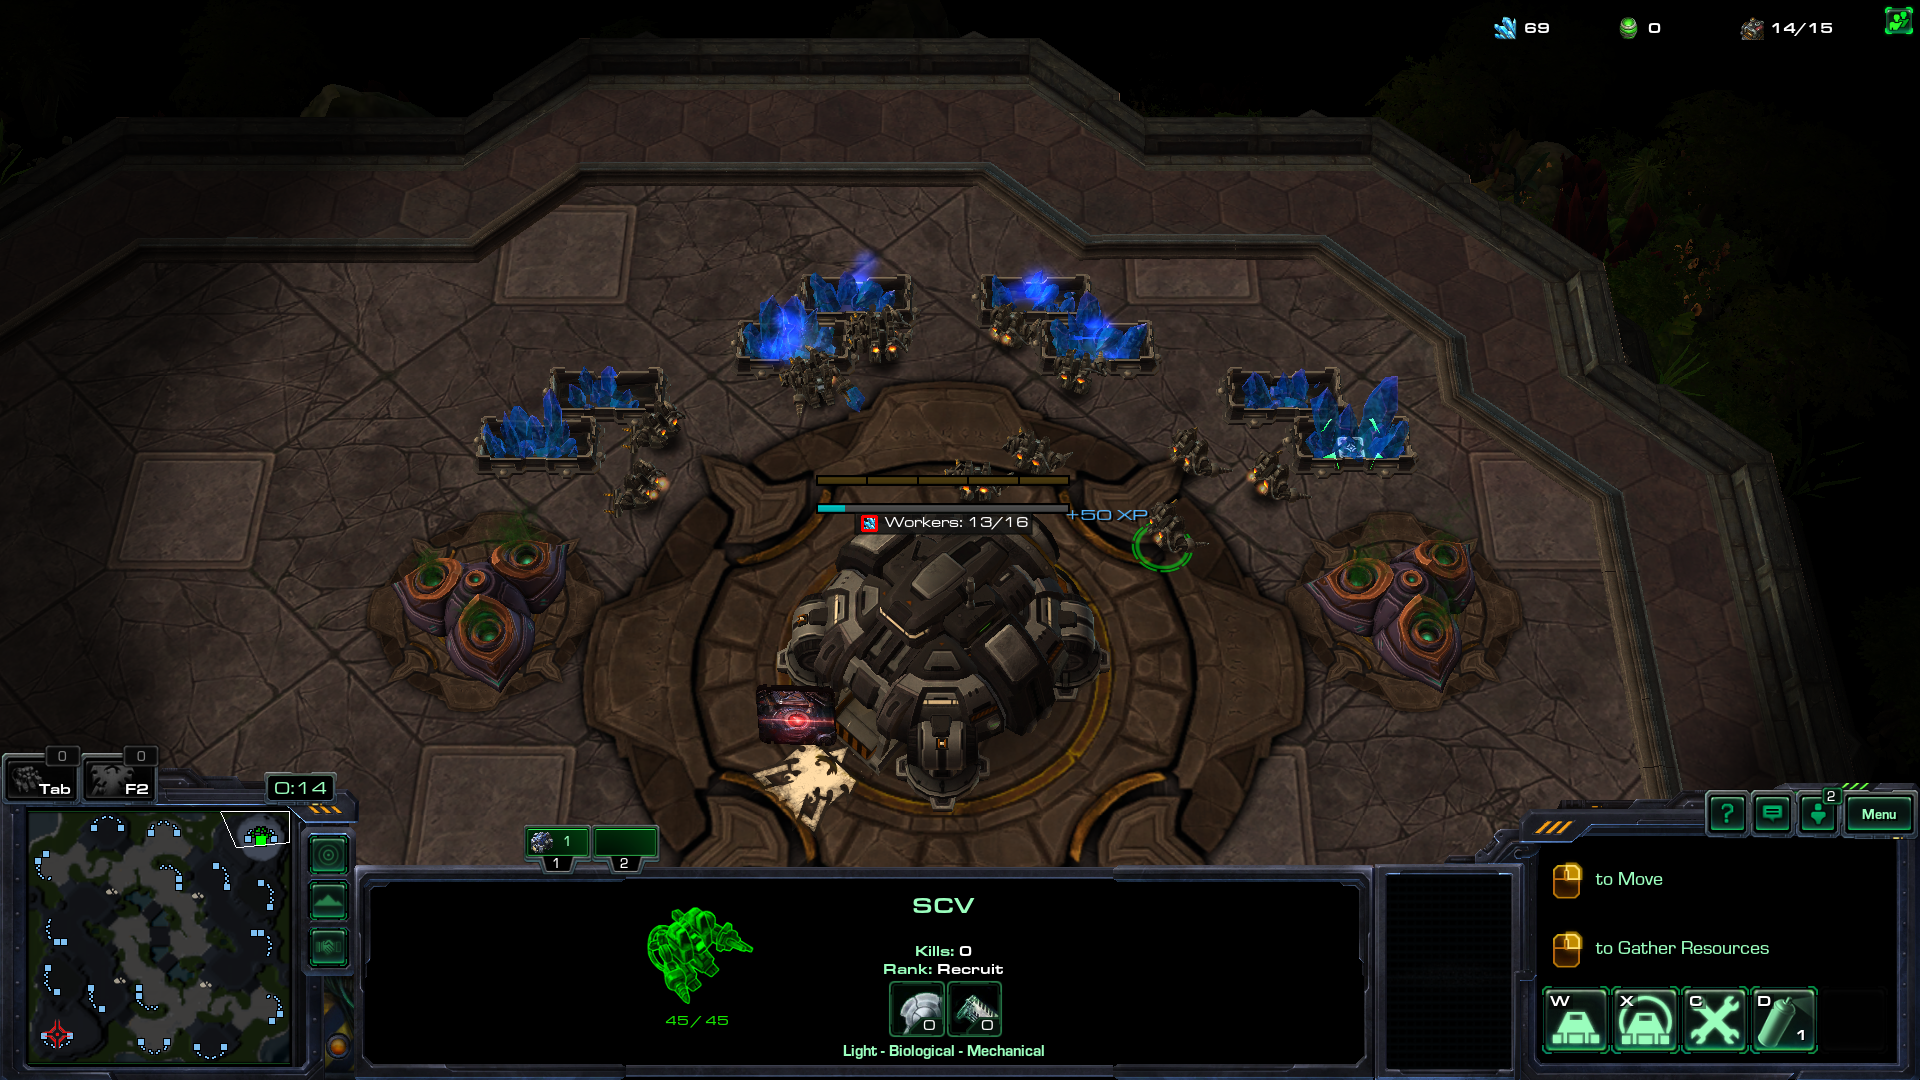 69
0
14/15
Workers: 13/16
+50 XP
0
0
Tab
F2
0:14
1
1
2
2
Menu
SCV
Kills: 0
Rank: Recruit
0
0
45/45
Light - Biological - Mechanical
to Move
to Gather Resources
W
X
C
D
1